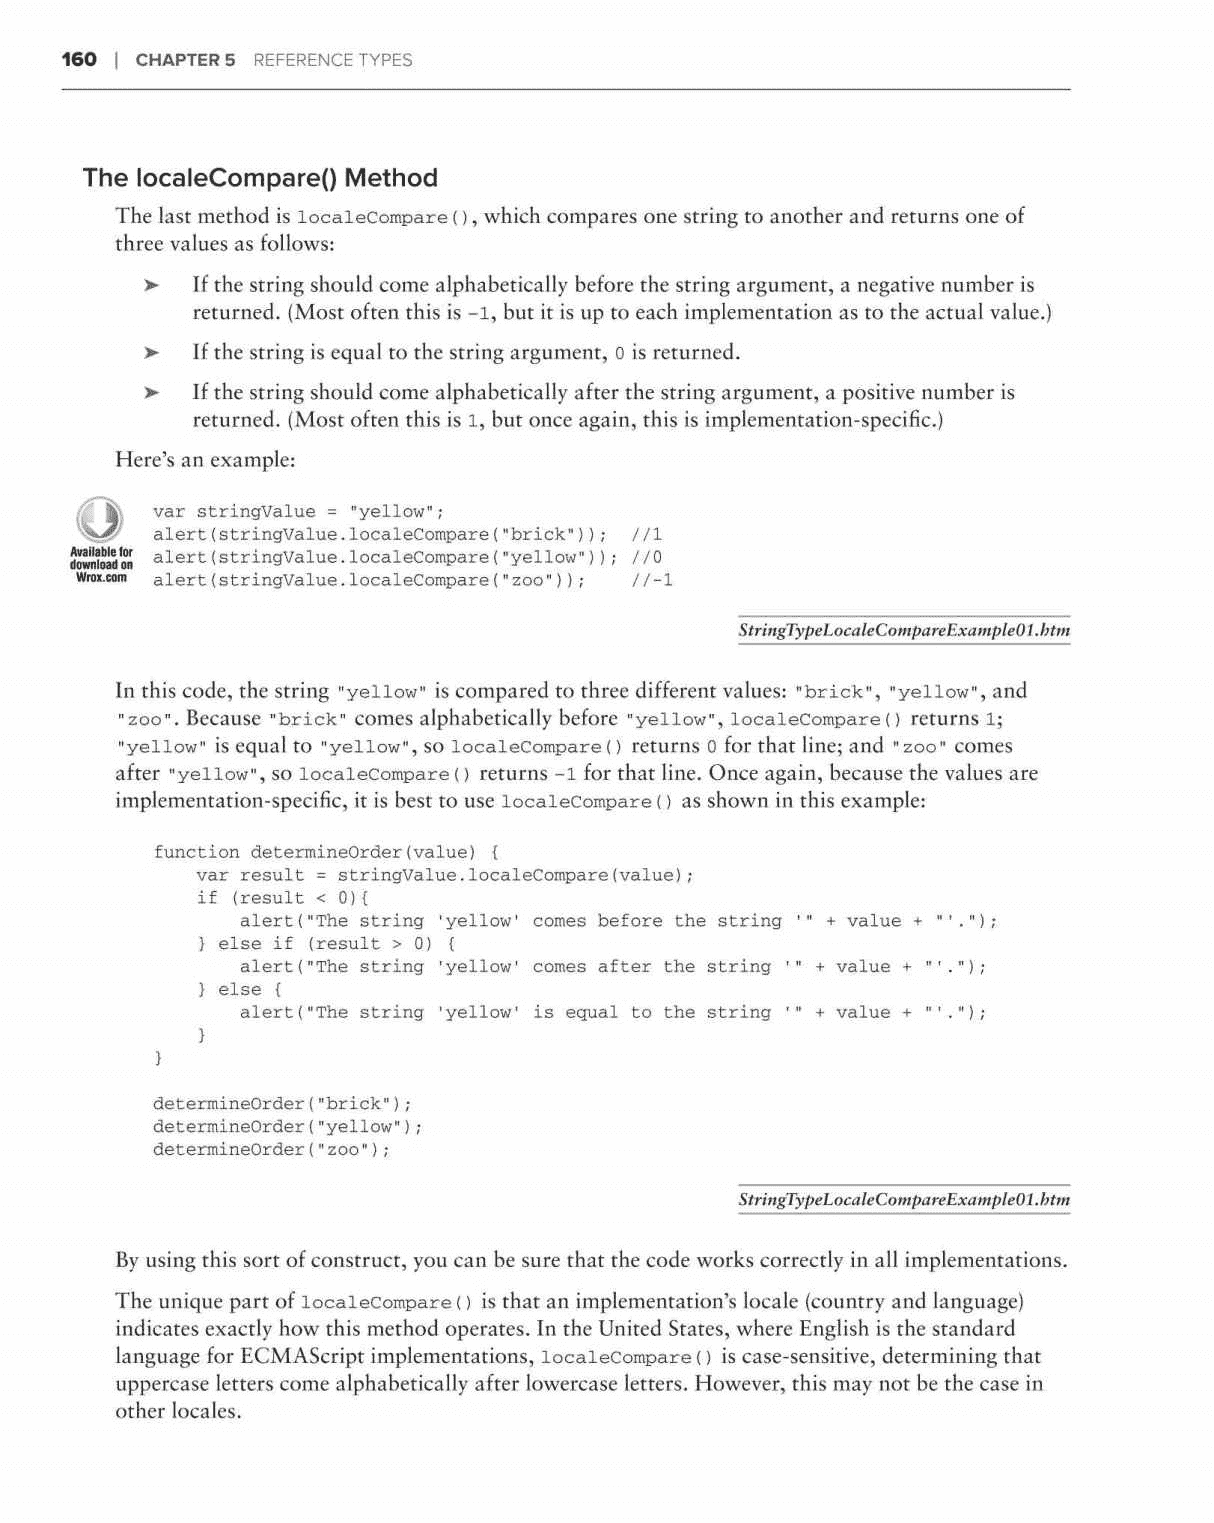 160 | CHAPTER 5 REFERENCE TYPES
The localeCompare() Method
The last method is localeCompare(), which compares one string to another and returns one of
three values as follows:
➤ If the string should come alphabetically before the string argument, a negative number is
returned. (Most often this is -1, but it is up to each implementation as to the actual value.)
➤ If the string is equal to the string argument, 0 is returned.
➤ If the string should come alphabetically after the string argument, a positive number is
returned. (Most often this is 1, but once again, this is implementation-specific.)
Here's an example:
var stringValue = "yellow";
alert(stringValue.localeCompare("brick")); //1
alert(stringValue.localeCompare("yellow")); //0
alert(stringValue.localeCompare("zoo")); //-1
Available for
download on
Wrox.com
StringTypeLocaleCompareExample01.htm
In this code, the string "yellow" is compared to three different values: "brick", "yellow", and
"zoo". Because "brick" comes alphabetically before "yellow", localeCompare() returns 1;
"yellow" is equal to "yellow", so localeCompare() returns 0 for that line; and "zoo" comes
after "yellow", so localeCompare() returns -1 for that line. Once again, because the values are
implementation-specific, it is best to use localeCompare() as shown in this example:
function determineOrder(value) {
var result = stringValue.localeCompare(value);
if (result < 0){
alert("The string 'yellow' comes before the string '" + value + "'.");
} else if (result > 0) {
alert("The string 'yellow' comes after the string '" + value + "'.");
} else {
alert("The string 'yellow' is equal to the string '" + value + "'.");
}
}
determineOrder("brick");
determineOrder("yellow");
determineOrder("zoo");
StringTypeLocaleCompareExample01.htm
By using this sort of construct, you can be sure that the code works correctly in all implementations.
The unique part of localeCompare() is that an implementation's locale (country and language)
indicates exactly how this method operates. In the United States, where English is the standard
language for ECMAScript implementations, localeCompare() is case-sensitive, determining that
uppercase letters come alphabetically after lowercase letters. However, this may not be the case in
other locales.